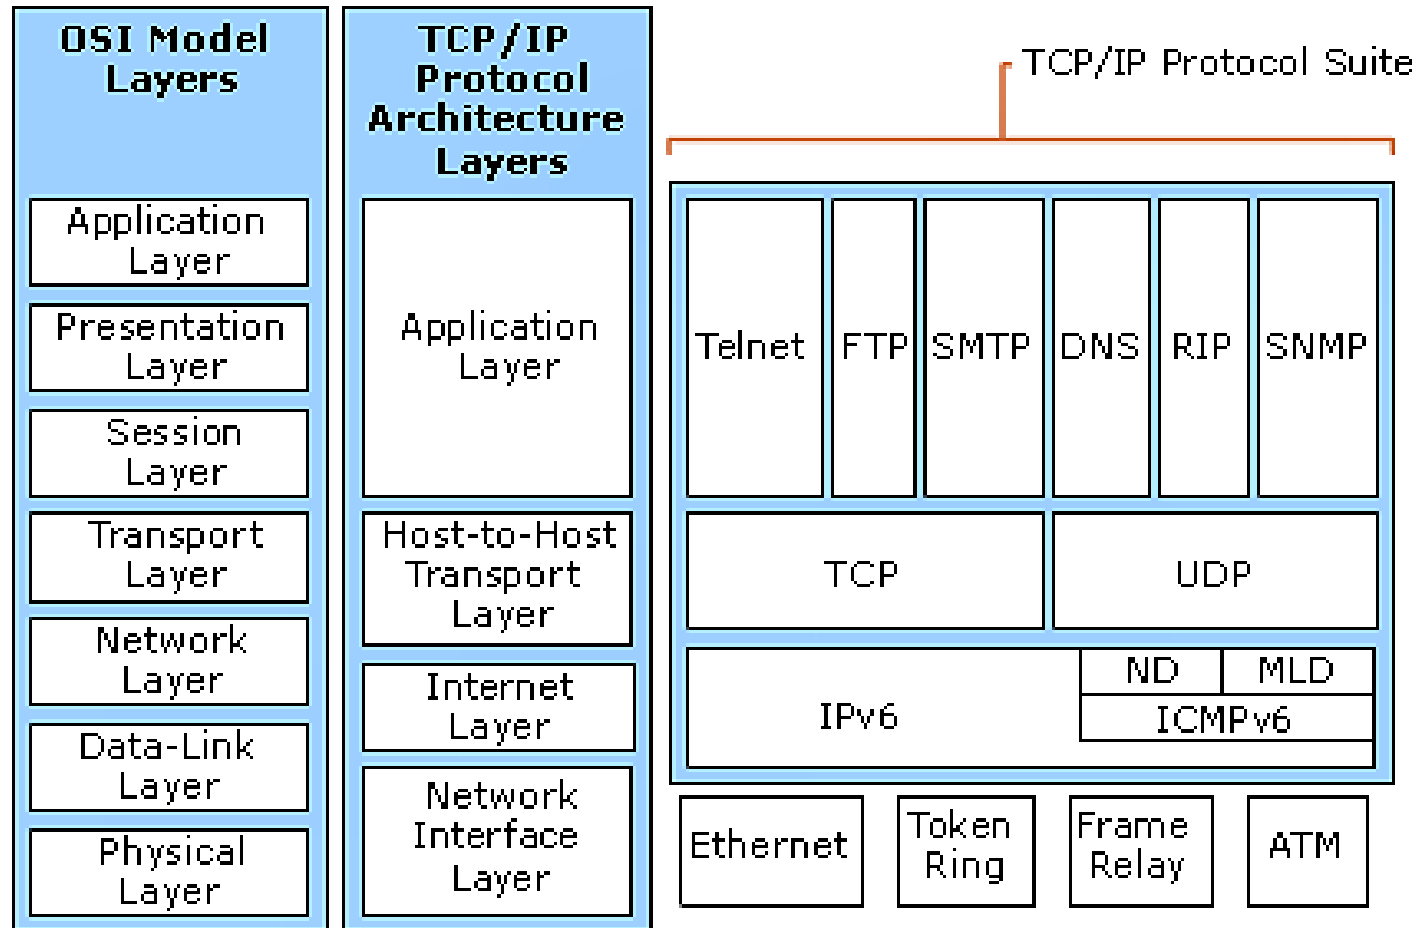 OSI Model
Layers
Application
Layer
Presentation
Layer
Session
Layer
Transport
Layer
Network
Layer
Data-Link
Layer
Physical
Layer
TCP/IP
Protocol
Architecture
Layers
Application
Layer
Host-to-Host
Transport
Layer
Internet
Layer
Network
Interface
Layer
TCP/IP Protocol Suite
Telnet
FTP
SMTP
DNS
RIP
SNMP
TCP
UDP
IPv6
ND
MLD
ICMPv6
Ethernet
Token
Ring
Frame
Relay
ATM